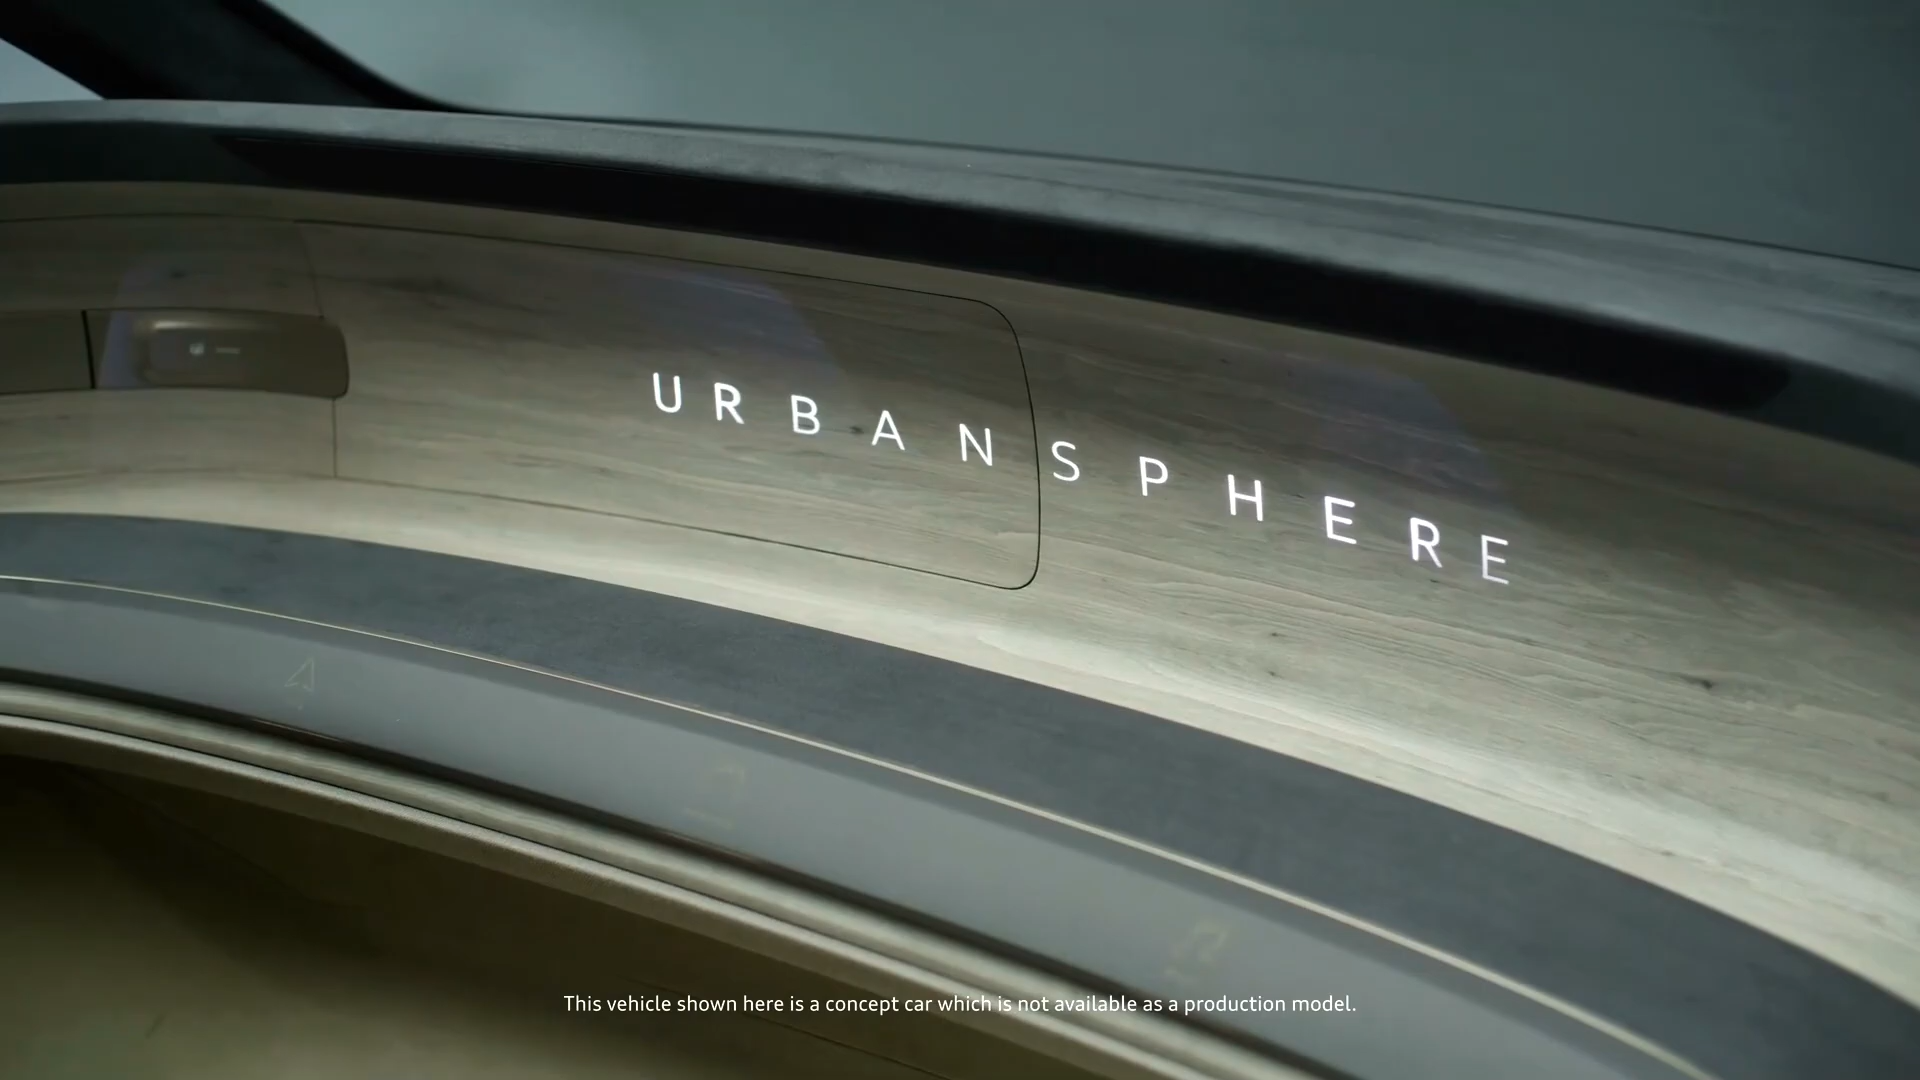 URBANSPHERE
This vehicle shown here is a concept car which is not available as a production model.